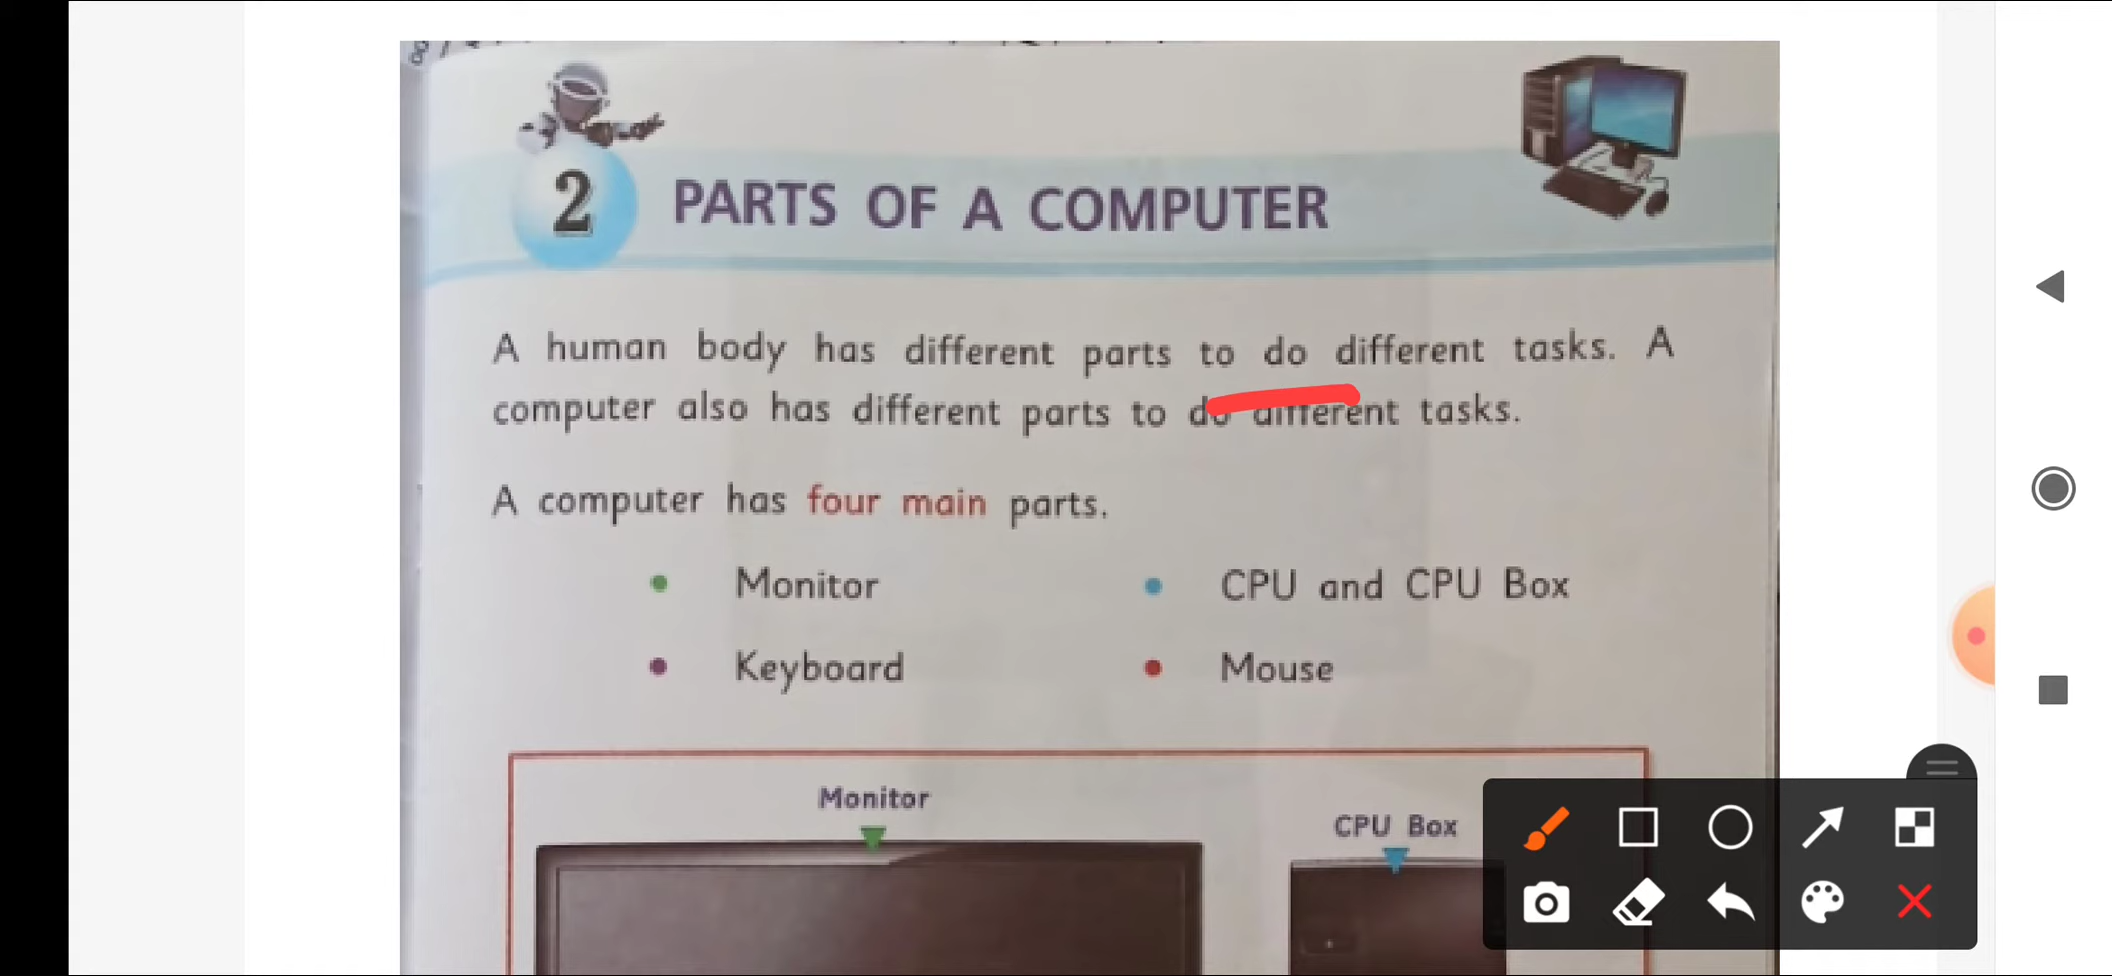 2 PARTS OF A COMPUTER
A human body has different parts to do different tasks. A
computer also has different parts to do different tasks.
A computer has four main parts.
Monitor
CPU and CPU Box
Keyboard
Mouse
Monitor
CPU Box